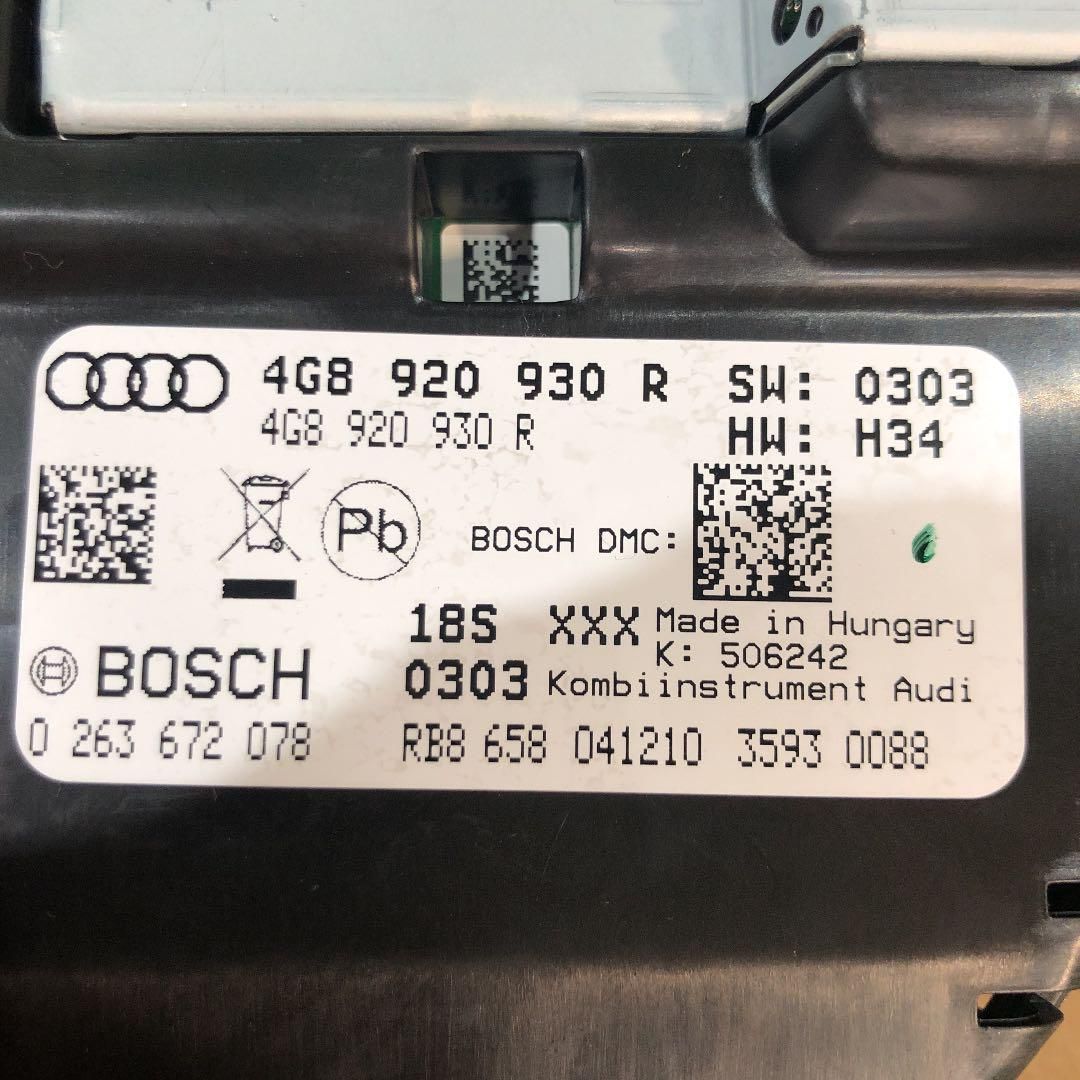 4G8 920 930 R SW: 0303
4G8 920 930 R HW: H34
Pb BOSCH DMC:
18S XXX Made in Hungary
K: 506242
BOSCH 0303 Kombiinstrument Audi
0 263 672 078 RB8 658 041210 3593 0088